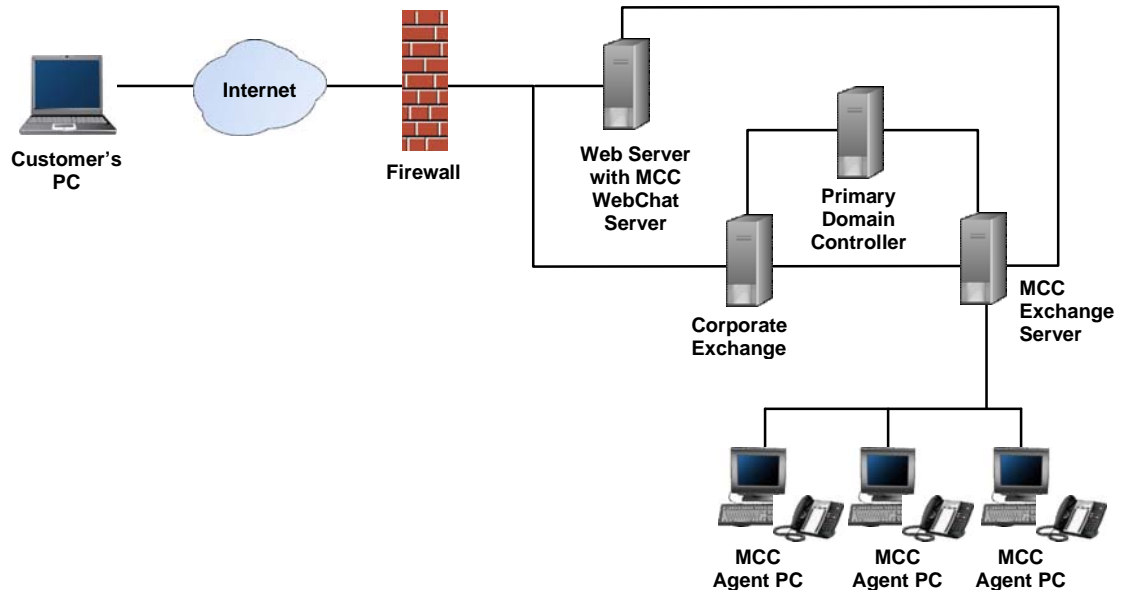 Internet
Customer's
PC
Firewall
Web Server
with MCC
WebChat
Server
Primary
Domain
Controller
Corporate
Exchange
MCC
Exchange
Server
MCC
Agent PC
MCC
Agent PC
MCC
Agent PC